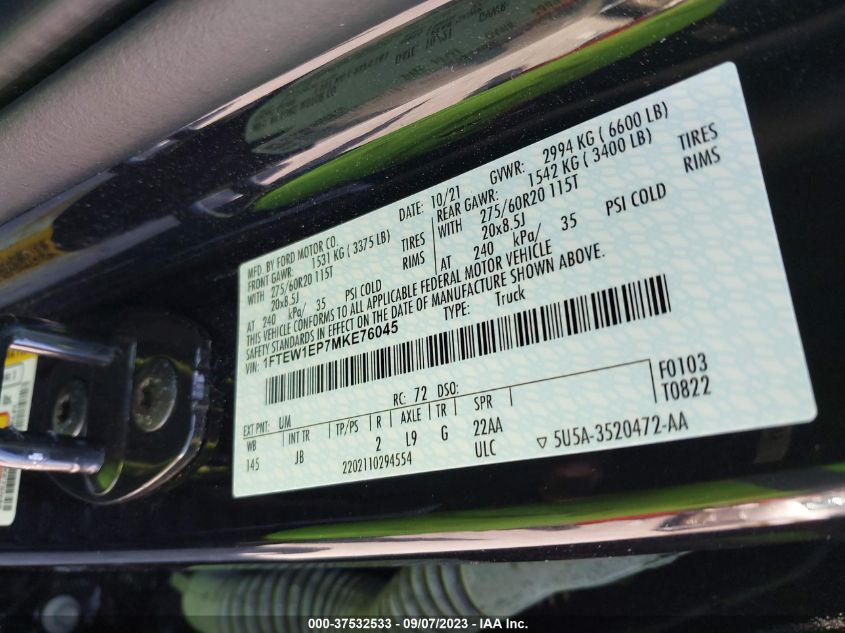 MFD. BY FORD MOTOR CO.
DATE: 10/21
GVWR: 2994 KG ( 6600 LB)
FRONT GAWR: 1531 KG ( 3375 LB)
REAR GAWR: 1542 KG ( 3400 LB)
WITH 275/60R20 115T TIRES
WITH 275/60R20 115T TIRES
20x8.5J RIMS
20x8.5J RIMS
AT 240 kPa/ 35 PSI COLD
AT 240 kPa/ 35 PSI COLD
THIS VEHICLE CONFORMS TO ALL APPLICABLE FEDERAL MOTOR VEHICLE
SAFETY STANDARDS IN EFFECT ON THE DATE OF MANUFACTURE SHOWN ABOVE.
VIN: 1FTEW1EP7MKE76045
TYPE: Truck
EXT PNT: UM RC: 72 DSO:
F0103
T0822
WB INT TR TP/PS R AXLE TR SPR
145 JB 2 L9 G 22AA
2202110294554 ULC
▽ 5U5A-3520472-AA
000-37532533 - 09/07/2023 - IAA Inc.